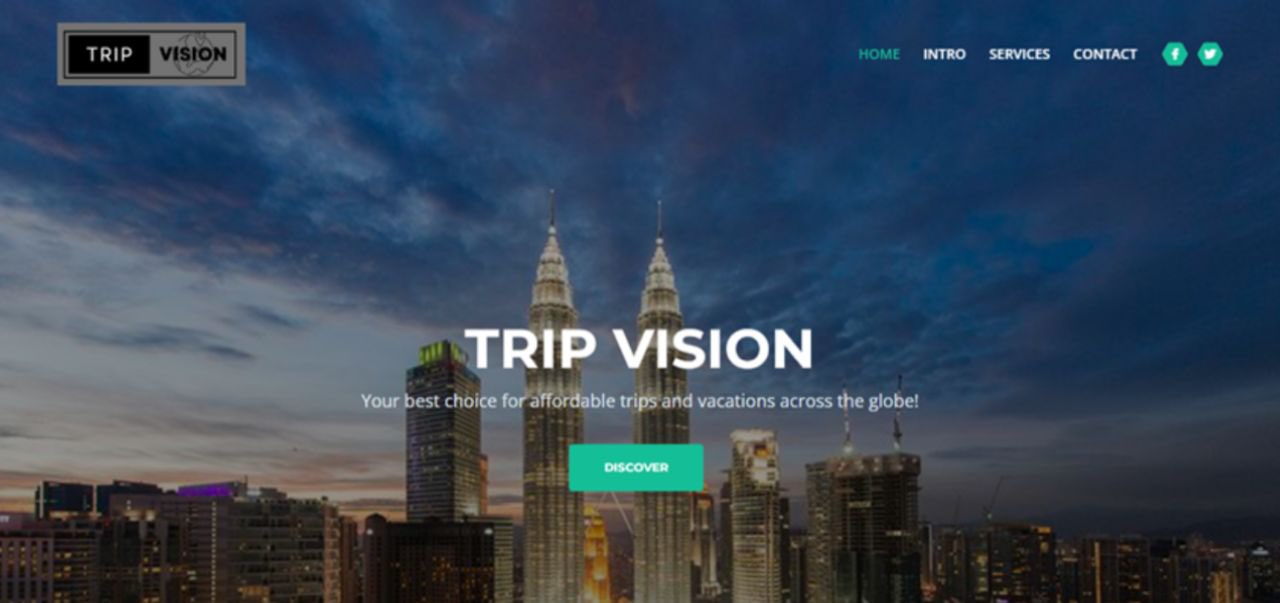 TRIP VISION
HOME INTRO SERVICES CONTACT
TRIP VISION
Your best choice for affordable trips and vacations across the globe!
DISCOVER